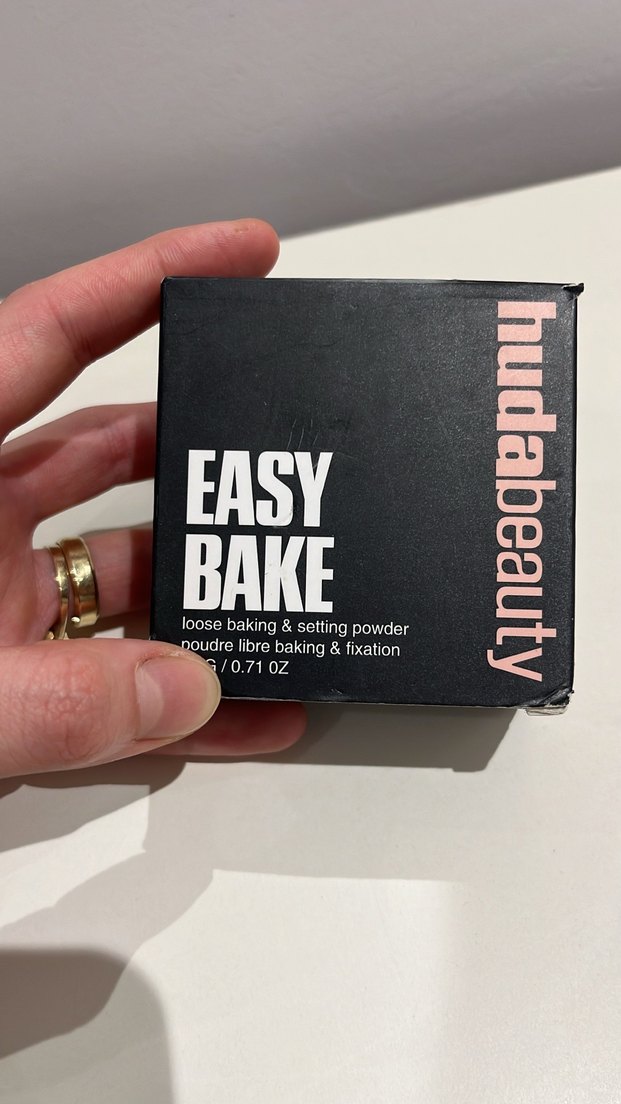 hudabeauty
EASY
BAKE
loose baking & setting powder
poudre libre baking & fixation
G / 0.71 0Z